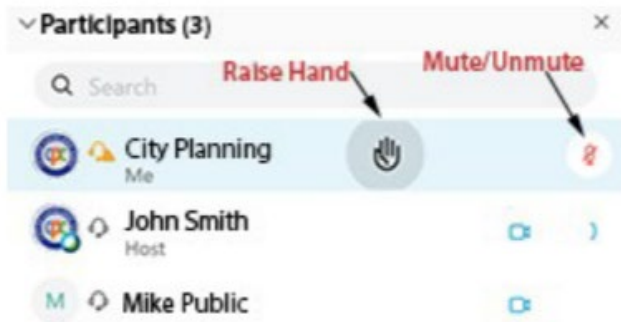 Participants (3)
Search
Raise Hand
Mute/Unmute
City Planning
Me
John Smith
Host
M
Mike Public